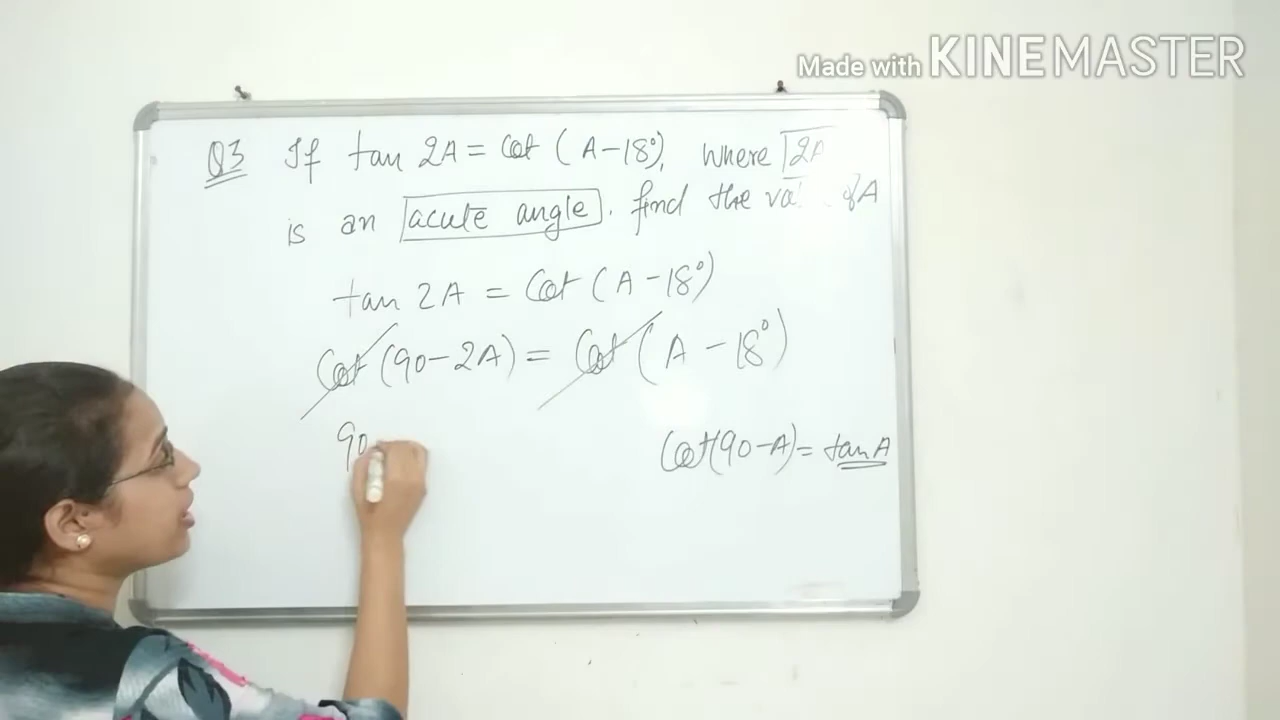 Made with KINEMASTER
Q3 If tan 2A = Cot (A-18°), where 2A
is an acute angle. find the of A
tan 2A = Cot (A-18°)
Cot (90-2A) = Cot (A-18°)
90
Cot(90-A) = tan A